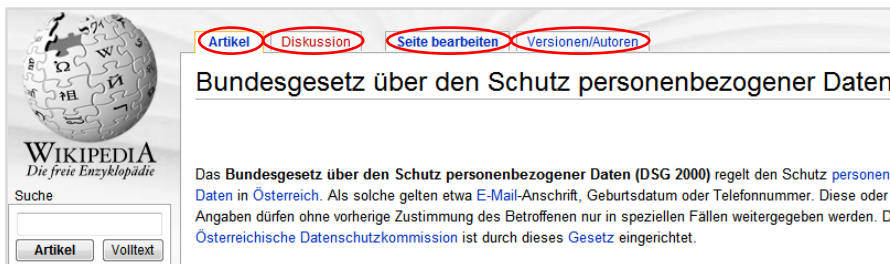 Artikel Diskussion Seite bearbeiten Versionen/Autoren
Bundesgesetz über den Schutz personenbezogener Daten
WIKIPEDIA
Die freie Enzyklopädie
Suche
Artikel Volltext
Das Bundesgesetz über den Schutz personenbezogener Daten (DSG 2000) regelt den Schutz personen
Daten in Österreich. Als solche gelten etwa E-Mail-Anschrift, Geburtsdatum oder Telefonnummer. Diese oder
Angaben dürfen ohne vorherige Zustimmung des Betroffenen nur in speziellen Fällen weitergegeben werden. D
Österreichische Datenschutzkommission ist durch dieses Gesetz eingerichtet.